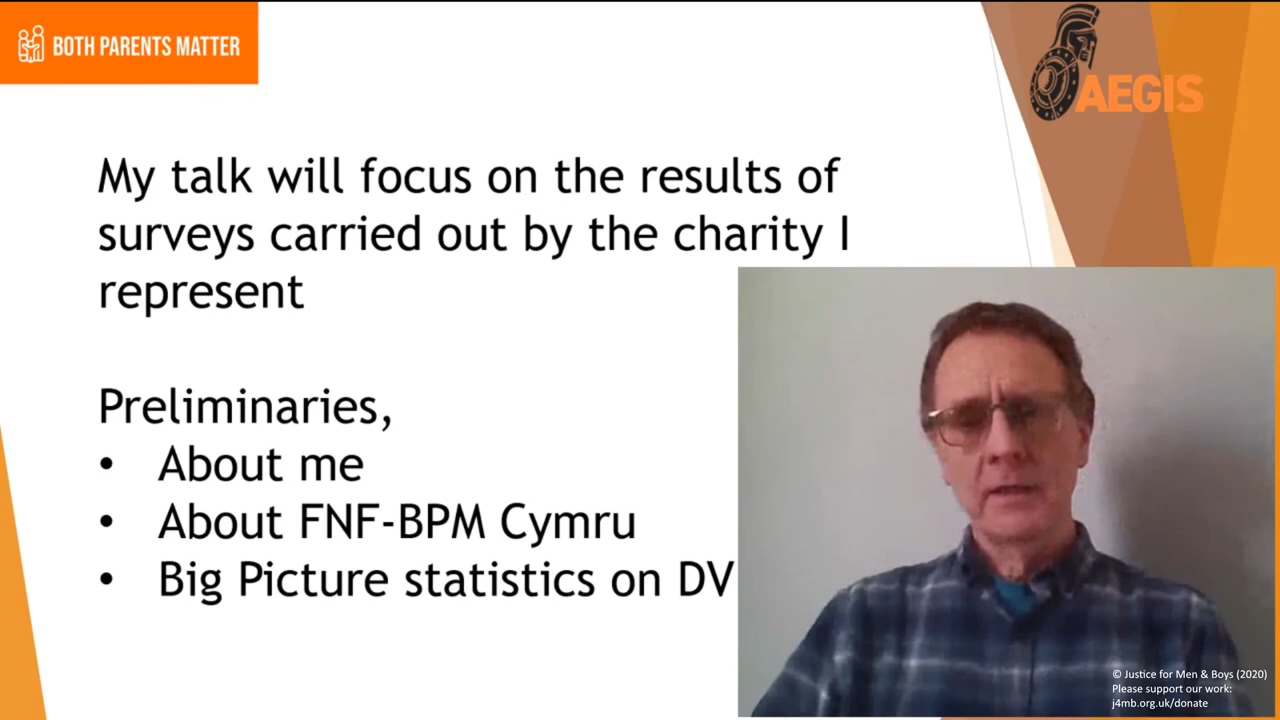 BOTH PARENTS MATTER
AEGIS
My talk will focus on the results of
surveys carried out by the charity I
represent
Preliminaries,
• About me
• About FNF-BPM Cymru
• Big Picture statistics on DV
© Justice for Men & Boys (2020)
Please support our work:
j4mb.org.uk/donate